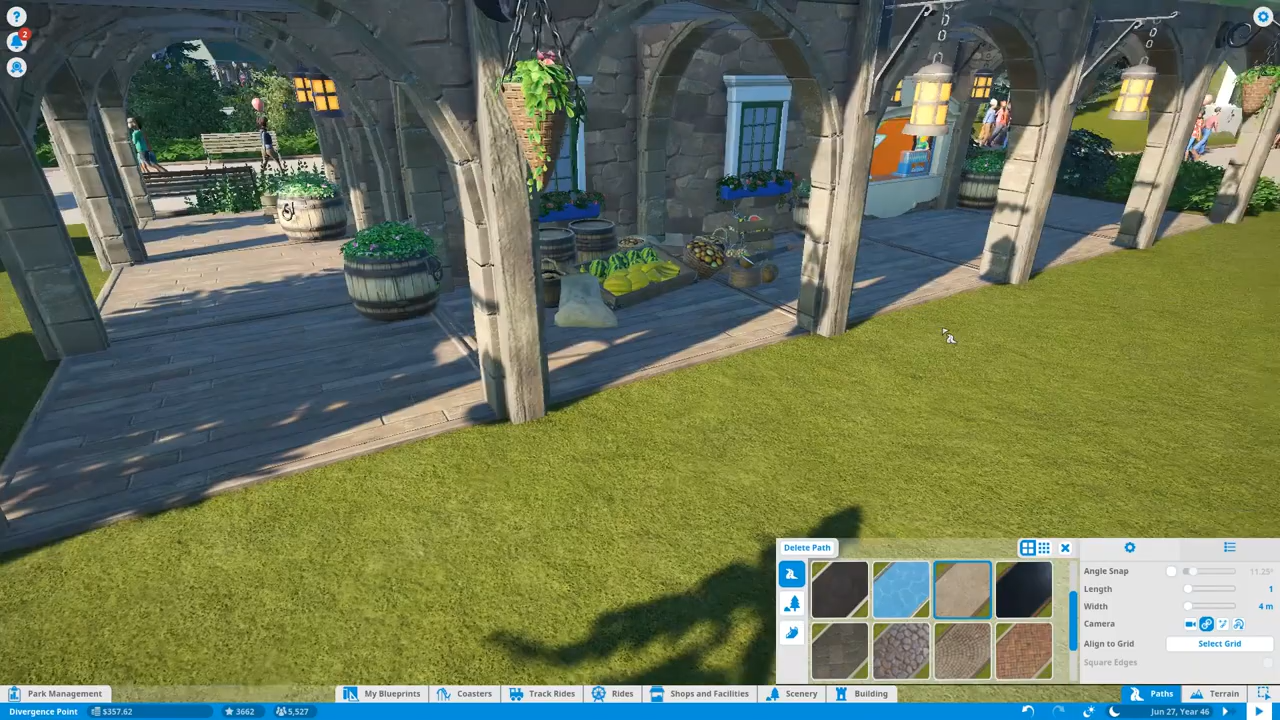 ?
2
Delete Path
Angle Snap 11.25°
Length 1
Width 4 m
Camera
Align to Grid Select Grid
Square Edges
Park Management My Blueprints Coasters Track Rides Rides Shops and Facilities Scenery Building Paths Terrain
Divergence Point $357.62 3662 5,527 Jun 27, Year 46